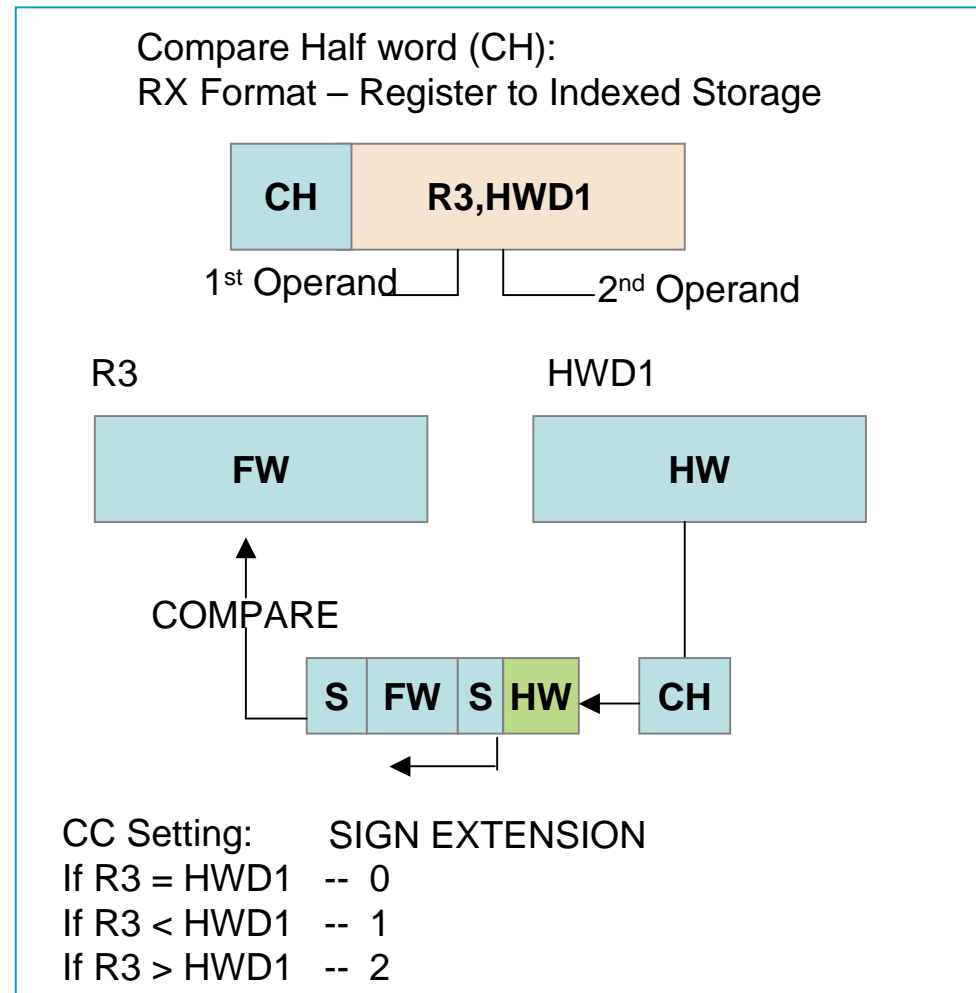 Compare Half word (CH):
RX Format – Register to Indexed Storage
CH R3,HWD1
1st Operand 2nd Operand
R3 HWD1
FW HW
COMPARE
S FW S HW CH
CC Setting: SIGN EXTENSION
If R3 = HWD1 -- 0
If R3 < HWD1 -- 1
If R3 > HWD1 -- 2